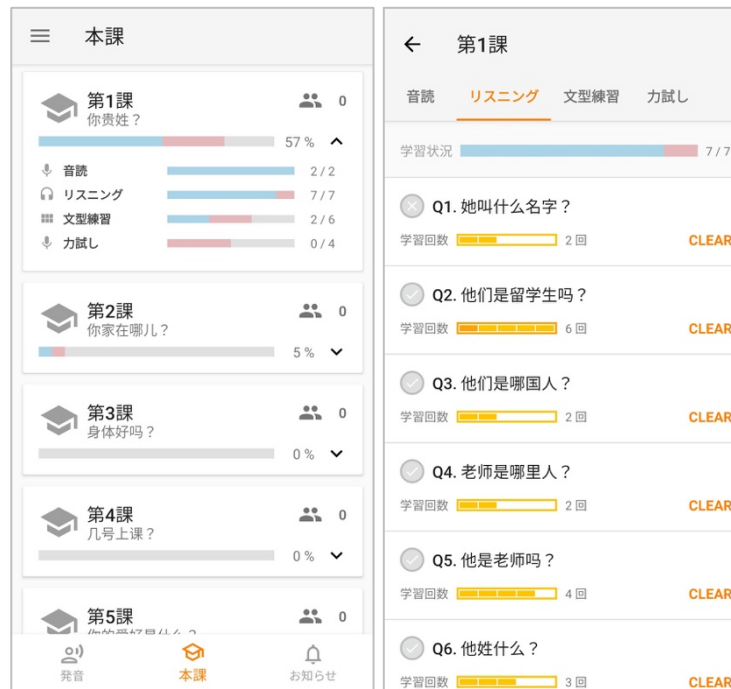 本課
第1課
你贵姓？
0
57 %
音読 2 / 2
リスニング 7 / 7
文型練習 2 / 6
力試し 0 / 4
第2課
你家在哪儿？
0
5 %
第3課
身体好吗？
0
0 %
第4課
几号上课？
0
0 %
第5課
你的爱好是什么？
0
発音 本課 お知らせ
第1課
音読 リスニング 文型練習 力試し
学習状況 7 / 7
Q1. 她叫什么名字？
学習回数 2 回 CLEAR
Q2. 他们是留学生吗？
学習回数 6 回 CLEAR
Q3. 他们是哪国人？
学習回数 2 回 CLEAR
Q4. 老师是哪里人？
学習回数 2 回 CLEAR
Q5. 他是老师吗？
学習回数 4 回 CLEAR
Q6. 他姓什么？
学習回数 3 回 CLEAR